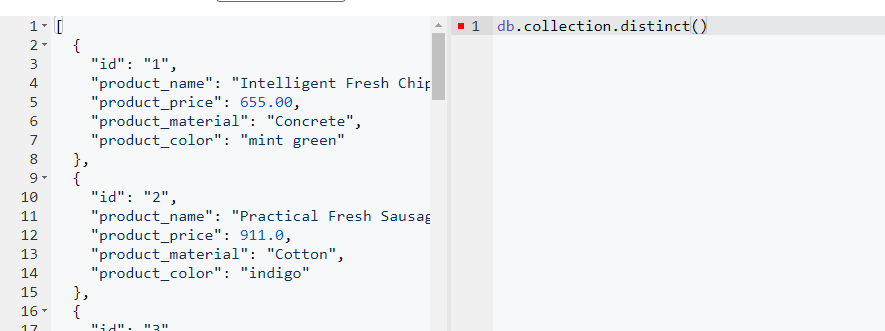 1 [
2 {
3 "id": "1",
4 "product_name": "Intelligent Fresh Chip
5 "product_price": 655.00,
6 "product_material": "Concrete",
7 "product_color": "mint green"
8 },
9 {
10 "id": "2",
11 "product_name": "Practical Fresh Sausag
12 "product_price": 911.0,
13 "product_material": "Cotton",
14 "product_color": "indigo"
15 },
16 {
17 "id": "3"
1 db.collection.distinct()